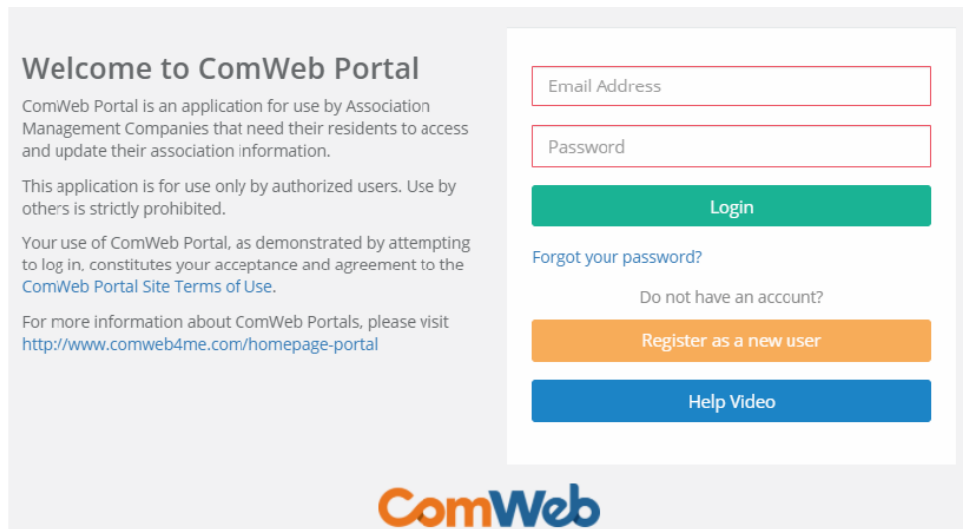 Welcome to ComWeb Portal
ComWeb Portal is an application for use by Association
Management Companies that need their residents to access
and update their association information.
This application is for use only by authorized users. Use by
others is strictly prohibited.
Your use of ComWeb Portal, as demonstrated by attempting
to log in, constitutes your acceptance and agreement to the
ComWeb Portal Site Terms of Use.
For more information about ComWeb Portals, please visit
http://www.comweb4me.com/homepage-portal
Email Address
Password
Login
Forgot your password?
Do not have an account?
Register as a new user
Help Video
ComWeb